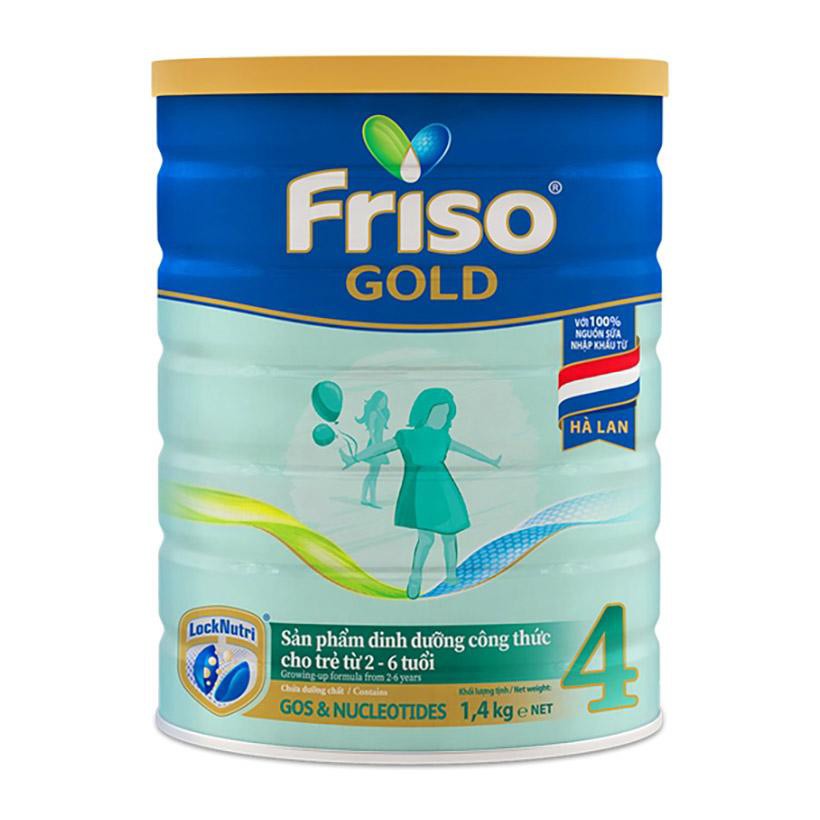 Friso®
GOLD
VỚI 100%
NGUỒN SỮA
NHẬP KHẨU TỪ
HÀ LAN
LockNutri®
Sản phẩm dinh dưỡng công thức
cho trẻ từ 2 - 6 tuổi
Growing-up formula from 2-6 years
Chứa dưỡng chất / Contains
GOS & NUCLEOTIDES
Khối lượng tịnh / Net weight:
1,4 kg e NET
4